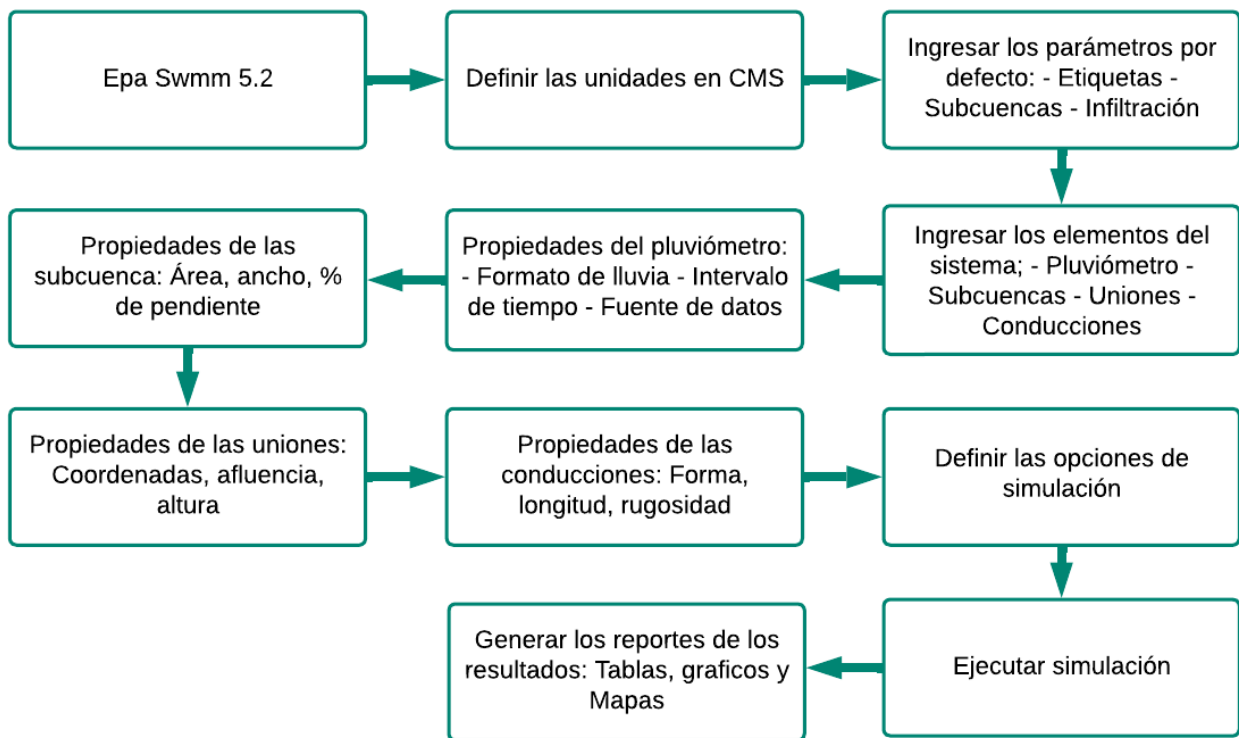 Epa Swmm 5.2
Definir las unidades en CMS
Ingresar los parámetros por
defecto: - Etiquetas -
Subcuencas - Infiltración
Ingresar los elementos del
sistema; - Pluviómetro -
Subcuencas - Uniones -
Conducciones
Propiedades del pluviómetro:
- Formato de lluvia - Intervalo
de tiempo - Fuente de datos
Propiedades de las
subcuenca: Área, ancho, %
de pendiente
Propiedades de las uniones:
Coordenadas, afluencia,
altura
Propiedades de las
conducciones: Forma,
longitud, rugosidad
Definir las opciones de
simulación
Ejecutar simulación
Generar los reportes de los
resultados: Tablas, graficos y
Mapas